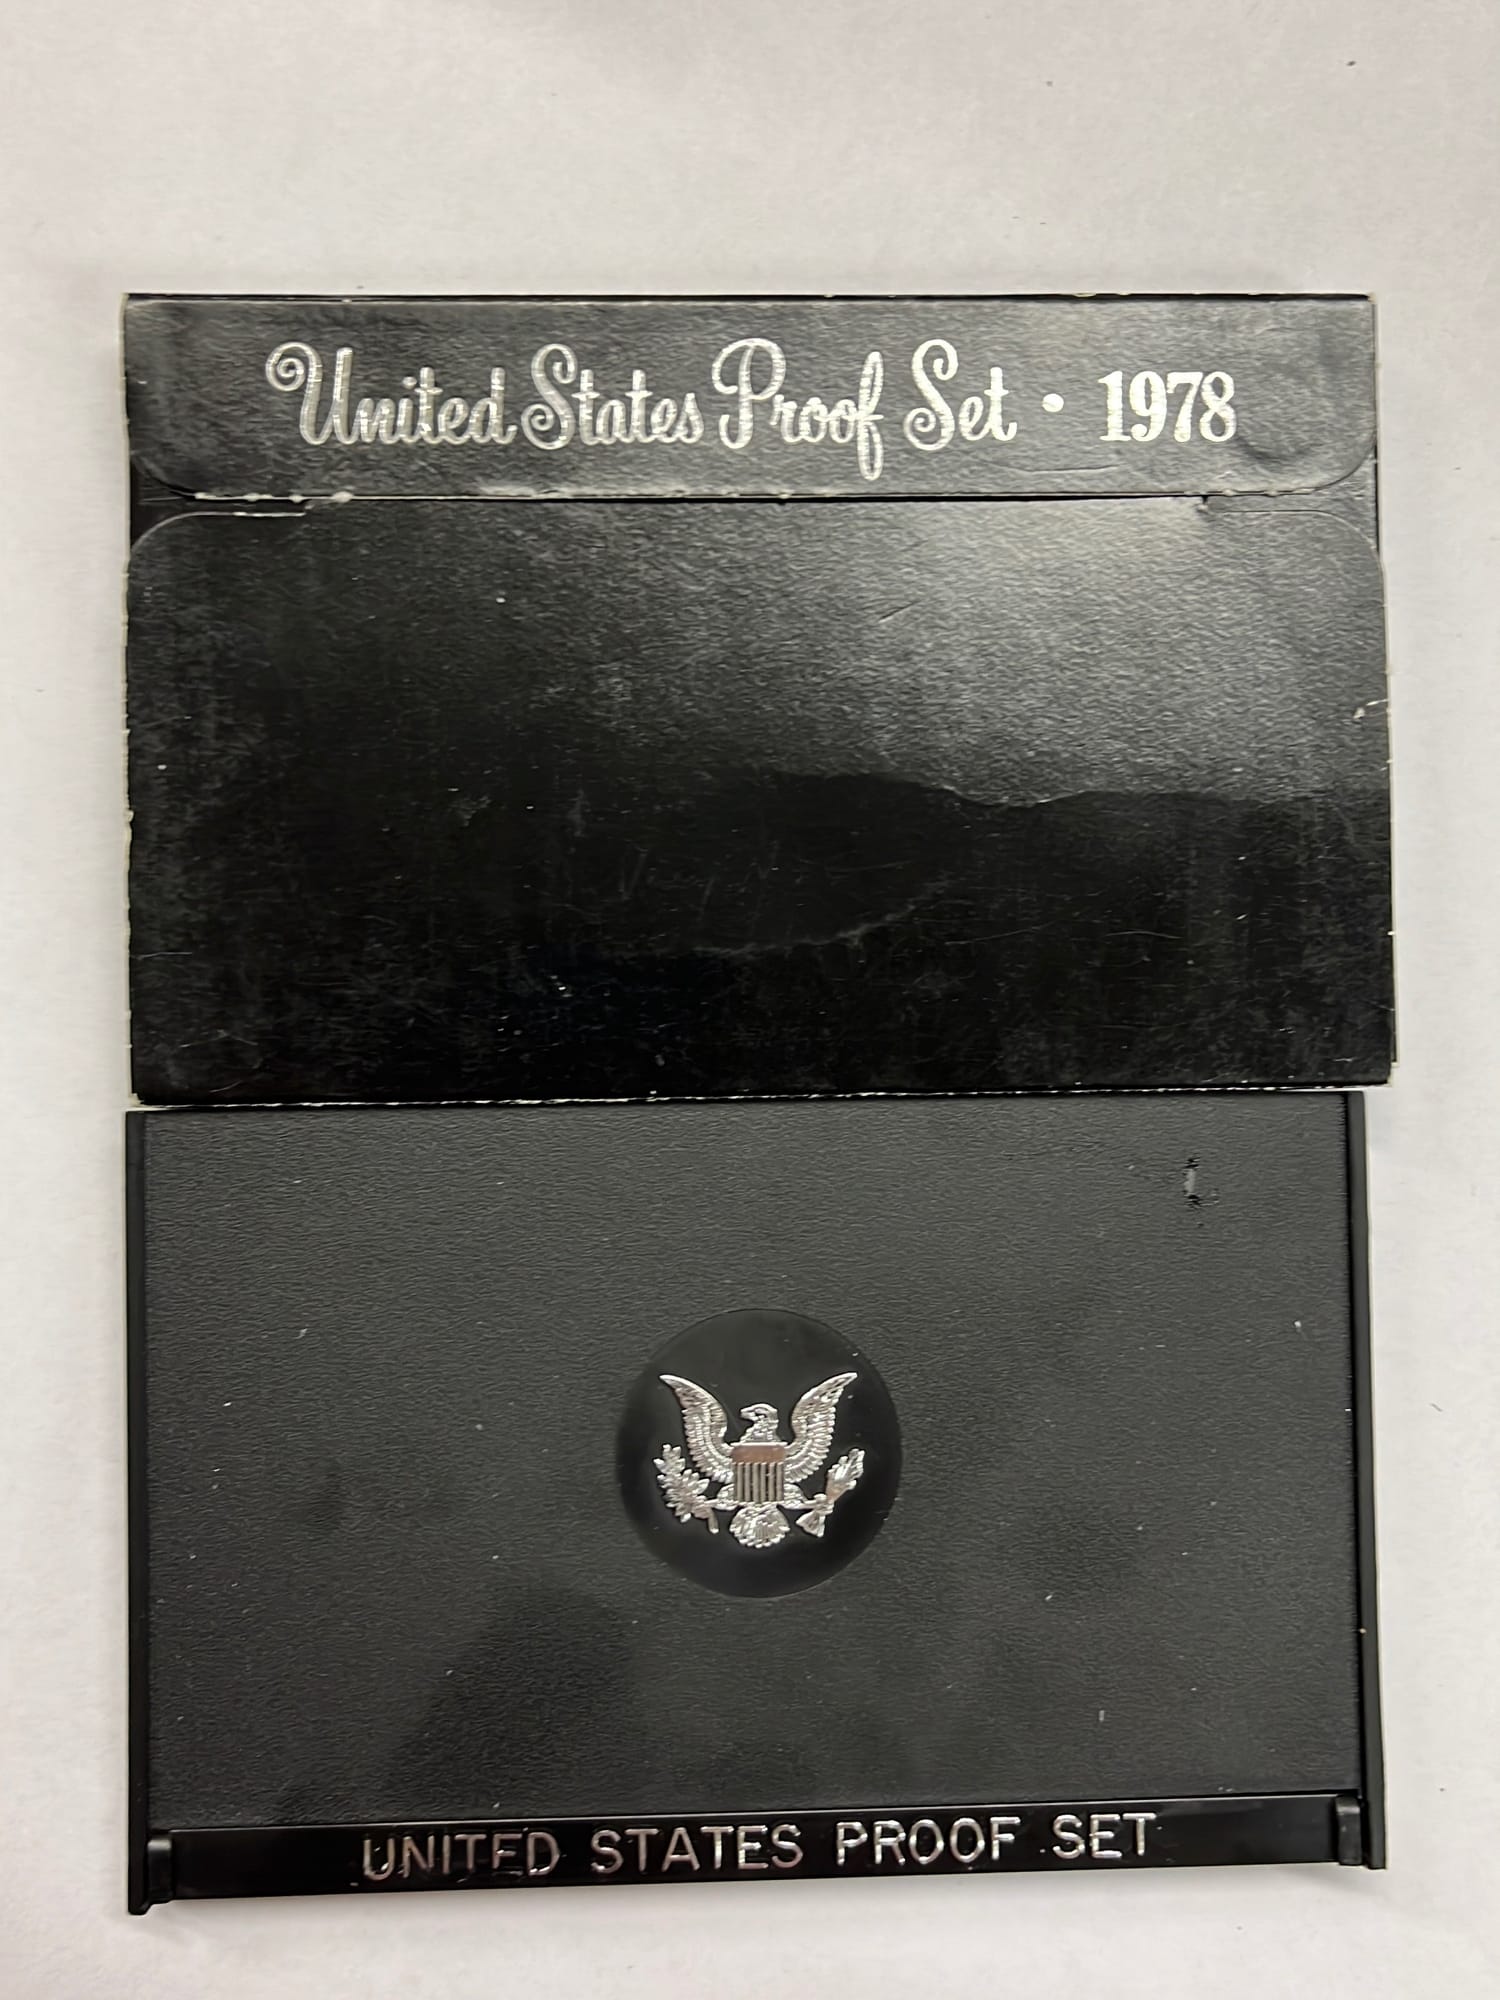 United States Proof Set • 1978
UNITED STATES PROOF SET